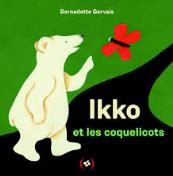 Bernadette Gervais
Ikko
et les coquelicots